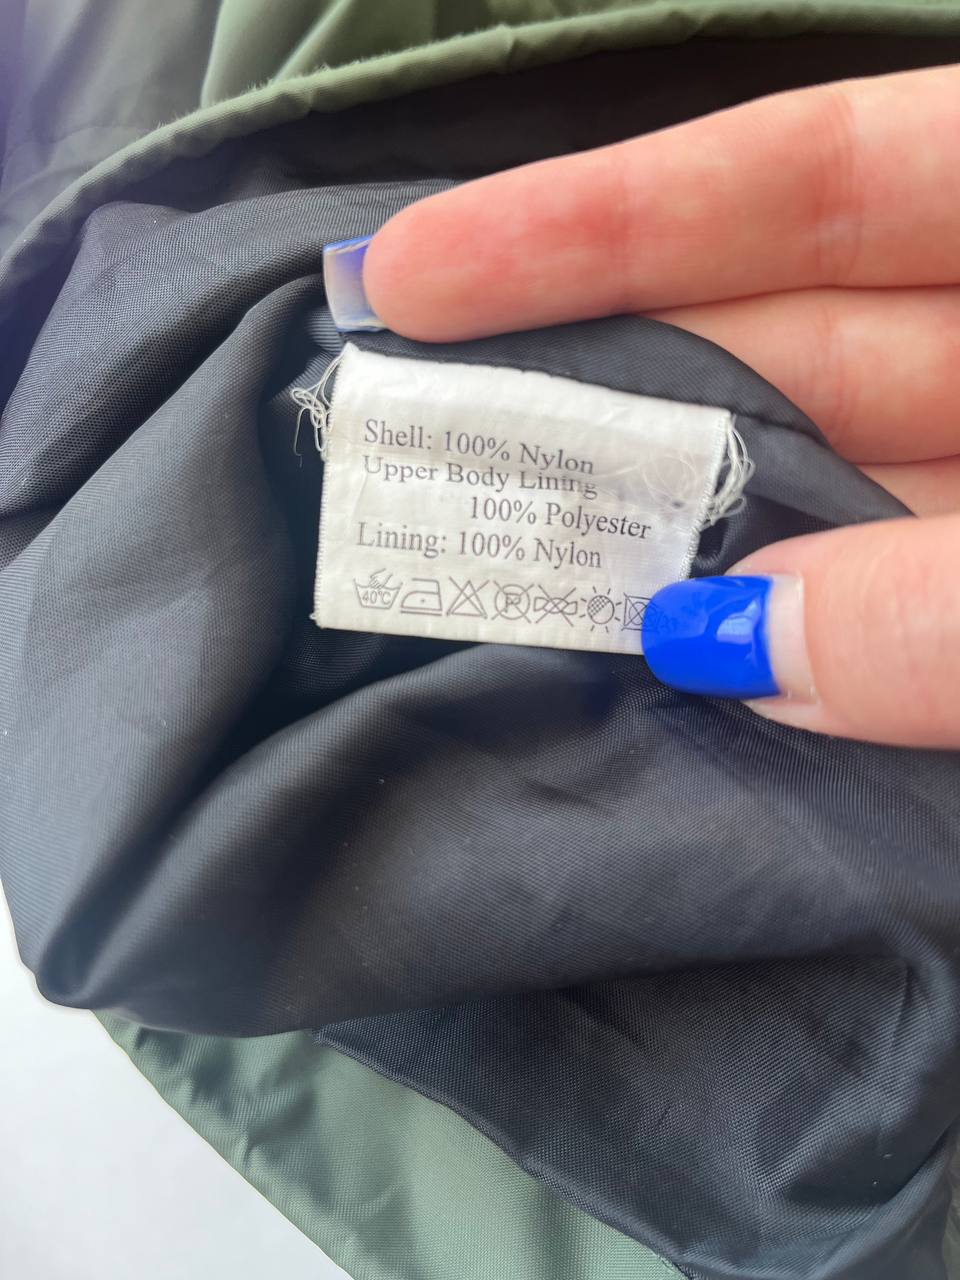 Shell: 100% Nylon
Upper Body Lining
100% Polyester
Lining: 100% Nylon
40°C
P